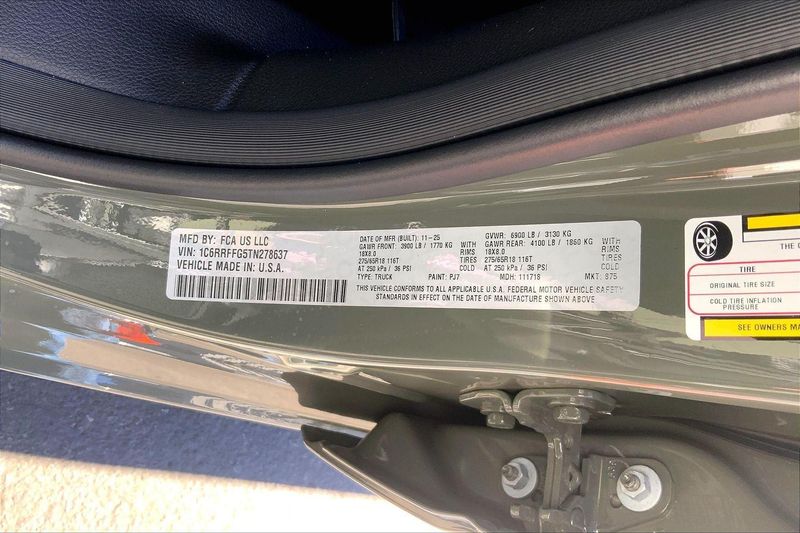 MFD BY: FCA US LLC
VIN: 1C6RRFFG5TN278637
VEHICLE MADE IN: U.S.A.
DATE OF MFR (BUILT): 11-25
GVWR: 6900 LB / 3130 KG
GAWR FRONT: 3900 LB / 1770 KG WITH
GAWR REAR: 4100 LB / 1860 KG WITH
18X8.0 RIMS
18X8.0 RIMS
275/65R18 116T TIRES
275/65R18 116T TIRES
AT 250 kPa / 36 PSI COLD
AT 250 kPa / 36 PSI COLD
TYPE: TRUCK PAINT: PJ7 MDH: 111718 MKT: 975
THIS VEHICLE CONFORMS TO ALL APPLICABLE U.S.A. FEDERAL MOTOR VEHICLE SAFETY
STANDARDS IN EFFECT ON THE DATE OF MANUFACTURE SHOWN ABOVE
THE
TIRE
ORIGINAL TIRE SIZE
COLD TIRE INFLATION
PRESSURE
SEE OWNERS MA